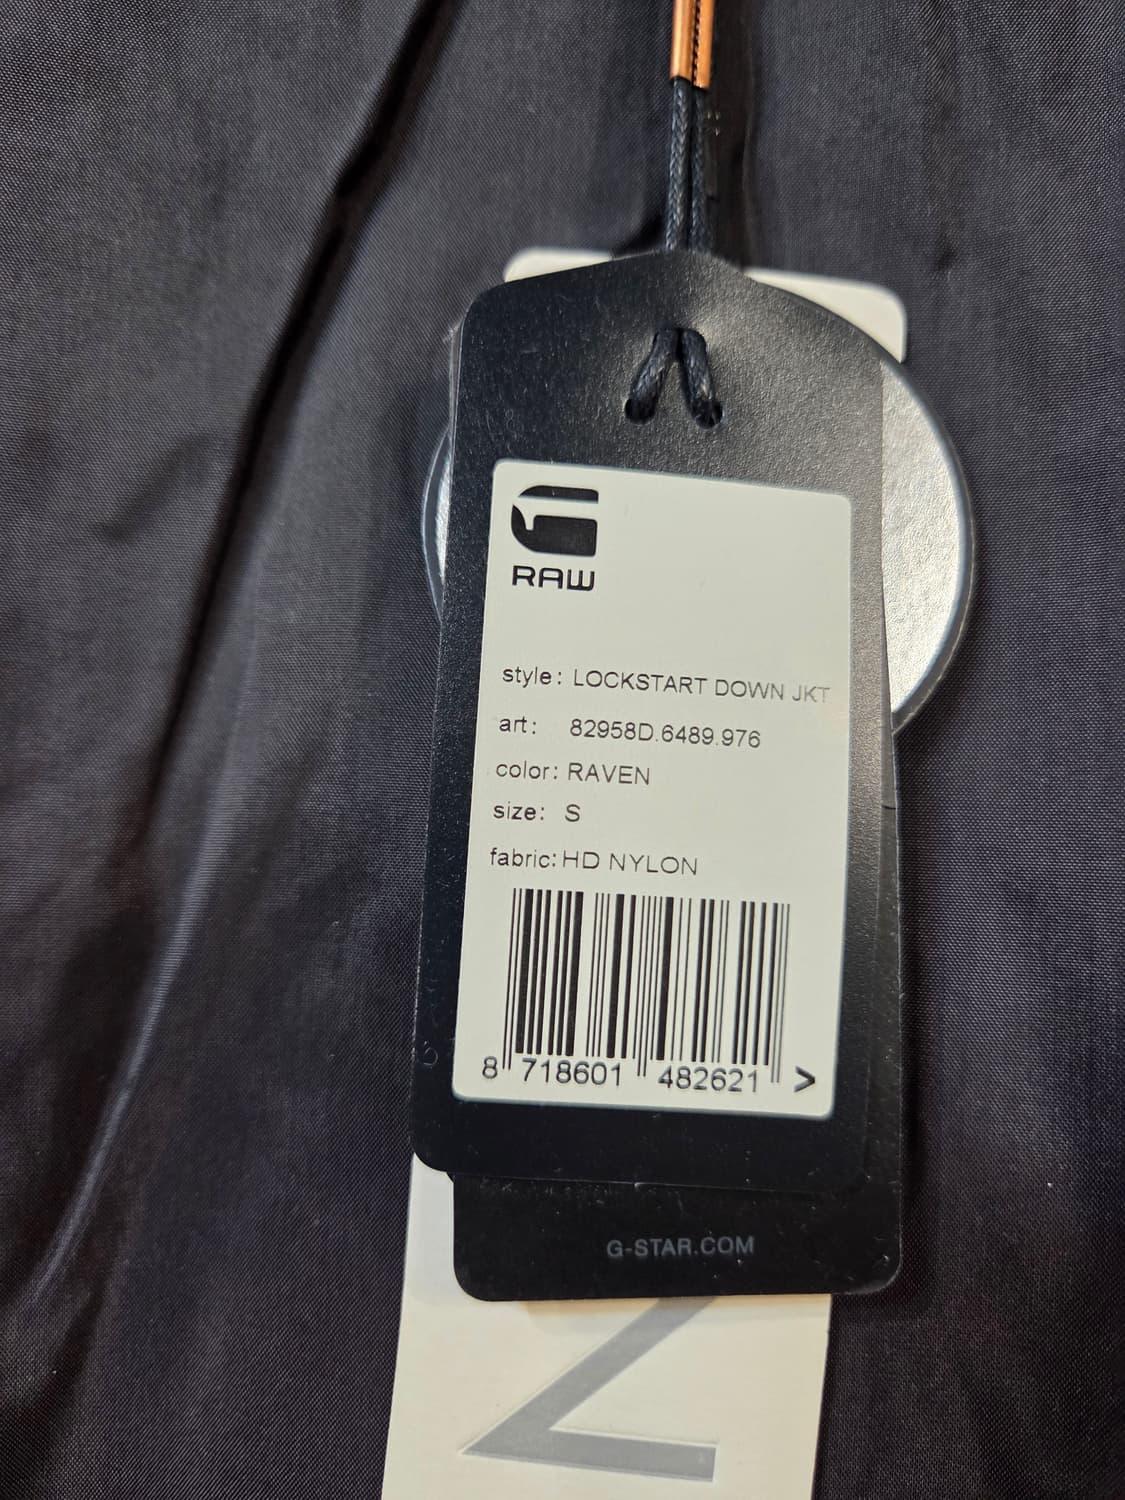 RAW
style: LOCKSTART DOWN JKT
art: 82958D.6489.976
color: RAVEN
size: S
fabric: HD NYLON
8 718601 482621 >
G-STAR.COM